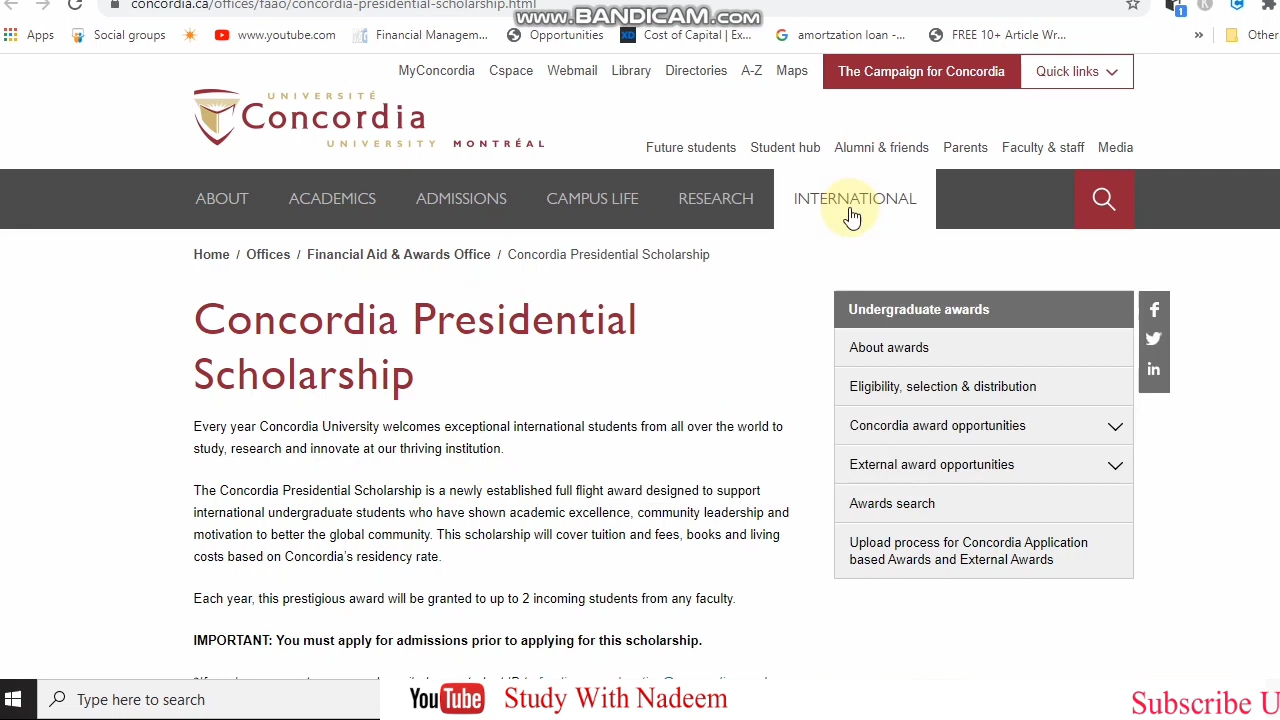 concordia.ca/offices/faao/concordia-presidential-scholarship.html
www.BANDICAM.com
1
Apps
Social groups
www.youtube.com
Financial Managem...
Opportunities
XD
Cost of Capital | Ex...
amortzation loan -...
FREE 10+ Article Wr...
»
Other
MyConcordia
Cspace
Webmail
Library
Directories
A-Z
Maps
The Campaign for Concordia
Quick links
UNIVERSITÉ
Concordia
UNIVERSITY MONTRÉAL
Future students
Student hub
Alumni & friends
Parents
Faculty & staff
Media
ABOUT
ACADEMICS
ADMISSIONS
CAMPUS LIFE
RESEARCH
INTERNATIONAL
Home / Offices / Financial Aid & Awards Office / Concordia Presidential Scholarship
Concordia Presidential
Scholarship
Every year Concordia University welcomes exceptional international students from all over the world to
study, research and innovate at our thriving institution.
The Concordia Presidential Scholarship is a newly established full flight award designed to support
international undergraduate students who have shown academic excellence, community leadership and
motivation to better the global community. This scholarship will cover tuition and fees, books and living
costs based on Concordia's residency rate.
Each year, this prestigious award will be granted to up to 2 incoming students from any faculty.
IMPORTANT: You must apply for admissions prior to applying for this scholarship.
Undergraduate awards
About awards
Eligibility, selection & distribution
Concordia award opportunities
External award opportunities
Awards search
Upload process for Concordia Application
based Awards and External Awards
Type here to search
YouTube
Study With Nadeem
Subscribe U